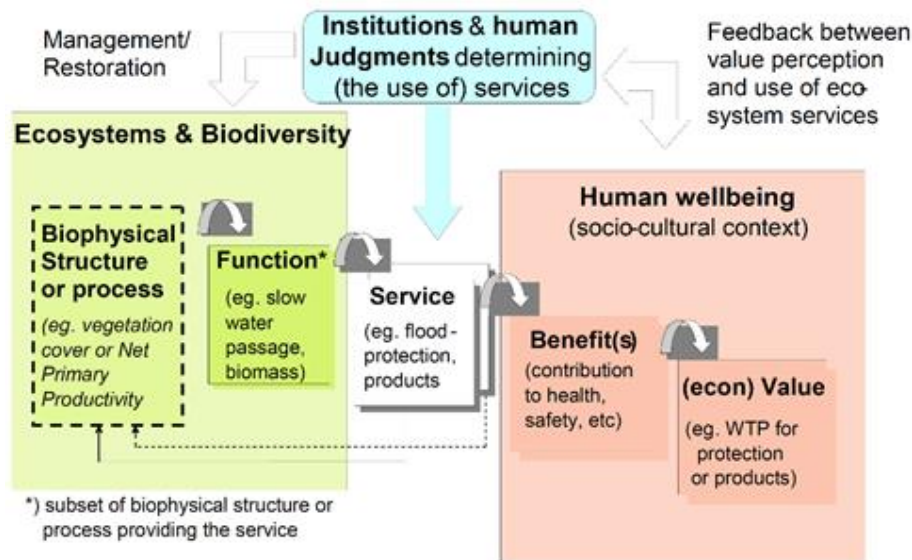 Management/
Restoration
Institutions & human
Judgments determining
(the use of) services
Feedback between
value perception
and use of eco-
system services
Ecosystems & Biodiversity
Biophysical
Structure
or process
(eg. vegetation
cover or Net
Primary
Productivity
Function*
(eg. slow
water
passage,
biomass)
Service
(eg. flood-
protection,
products
Human wellbeing
(socio-cultural context)
Benefit(s)
(contribution
to health,
safety, etc)
(econ) Value
(eg. WTP for
protection
or products)
*) subset of biophysical structure or
process providing the service